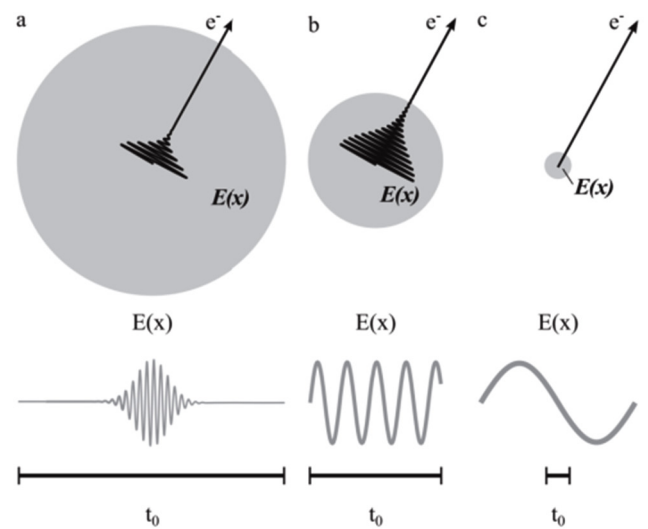 a e⁻ b e⁻ c e⁻
E(x) E(x) E(x)
E(x) E(x) E(x)
t₀ t₀ t₀